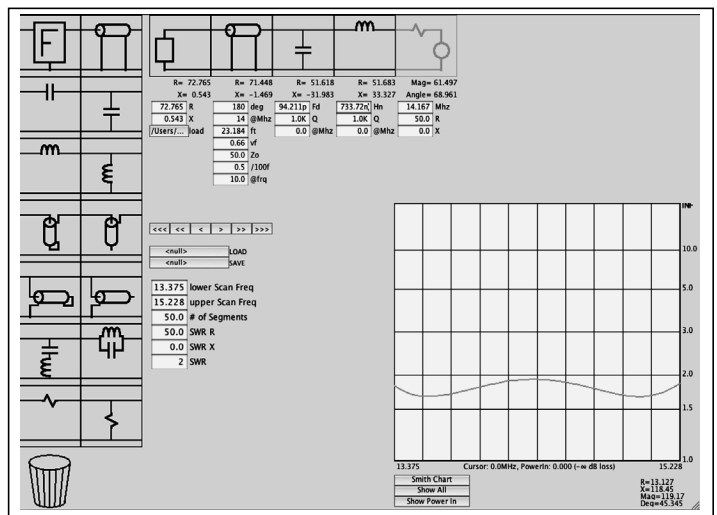 F
R= 72.765 R= 71.448 R= 51.618 R= 51.683 Mag= 61.497
X= 0.543 X= -1.469 X= -31.983 X= 33.327 Angle= 68.961
72.765 R 180 deg 94.211p Fd 733.72n Hn 14.167 Mhz
0.543 X 14 @Mhz 1.0K Q 1.0K Q 50.0 R
/Users/... load 23.184 ft 0.0 @Mhz 0.0 @Mhz 0.0 X
0.66 vf
50.0 Zo
0.5 /100f
10.0 @frq
<<< << < > >> >>>
<null> LOAD
<null> SAVE
13.375 lower Scan Freq
15.228 upper Scan Freq
50.0 # of Segments
50.0 SWR R
0.0 SWR X
2 SWR
INF
10.0
5.0
3.0
2.0
1.5
1.0
13.375 Cursor: 0.0MHz, PowerIn: 0.000 (-∞ dB loss) 15.228
Smith Chart
Show All
Show Power In
R=13.127
X=118.45
Mag=119.17
Deg=45.345